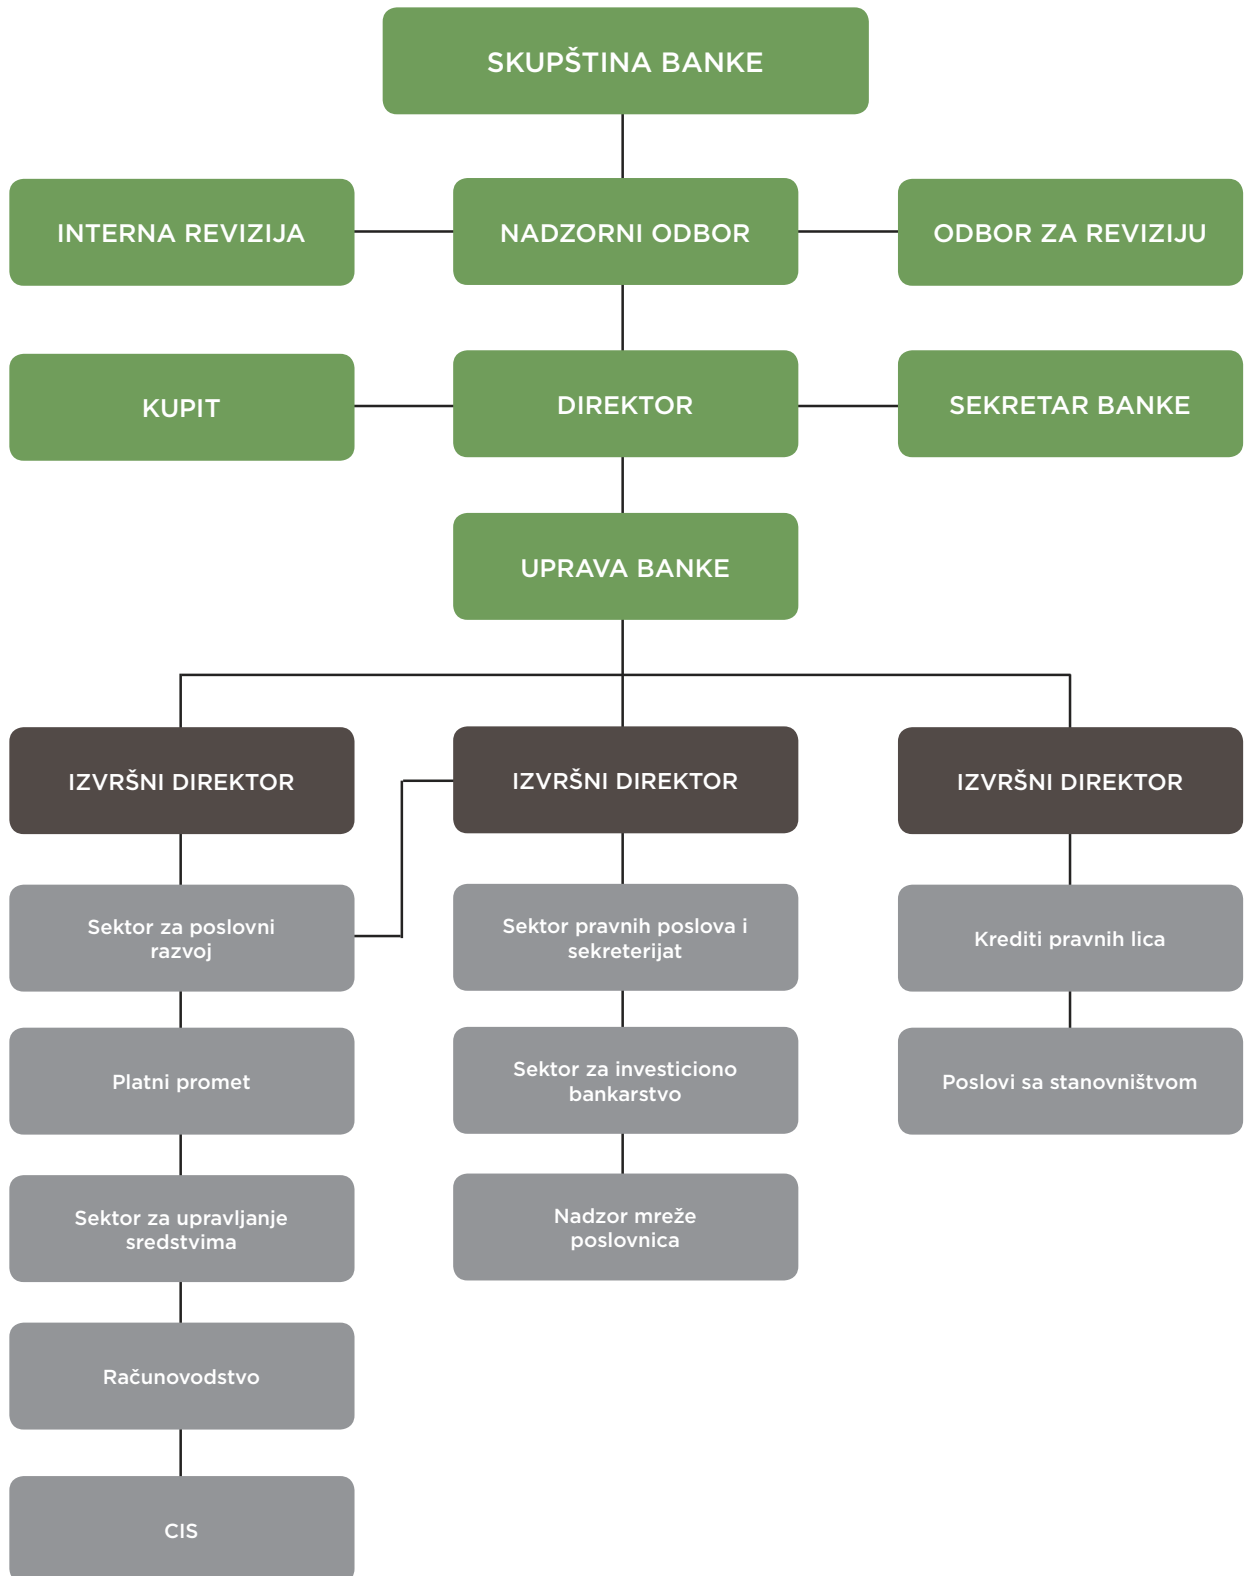 SKUPŠTINA BANKE
INTERNA REVIZIJA
NADZORNI ODBOR
ODBOR ZA REVIZIJU
KUPIT
DIREKTOR
SEKRETAR BANKE
UPRAVA BANKE
IZVRŠNI DIREKTOR
IZVRŠNI DIREKTOR
IZVRŠNI DIREKTOR
Sektor za poslovni
razvoj
Sektor pravnih poslova i
sekreterijat
Krediti pravnih lica
Platni promet
Sektor za investiciono
bankarstvo
Poslovi sa stanovništvom
Sektor za upravljanje
sredstvima
Nadzor mreže
poslovnica
Računovodstvo
CIS